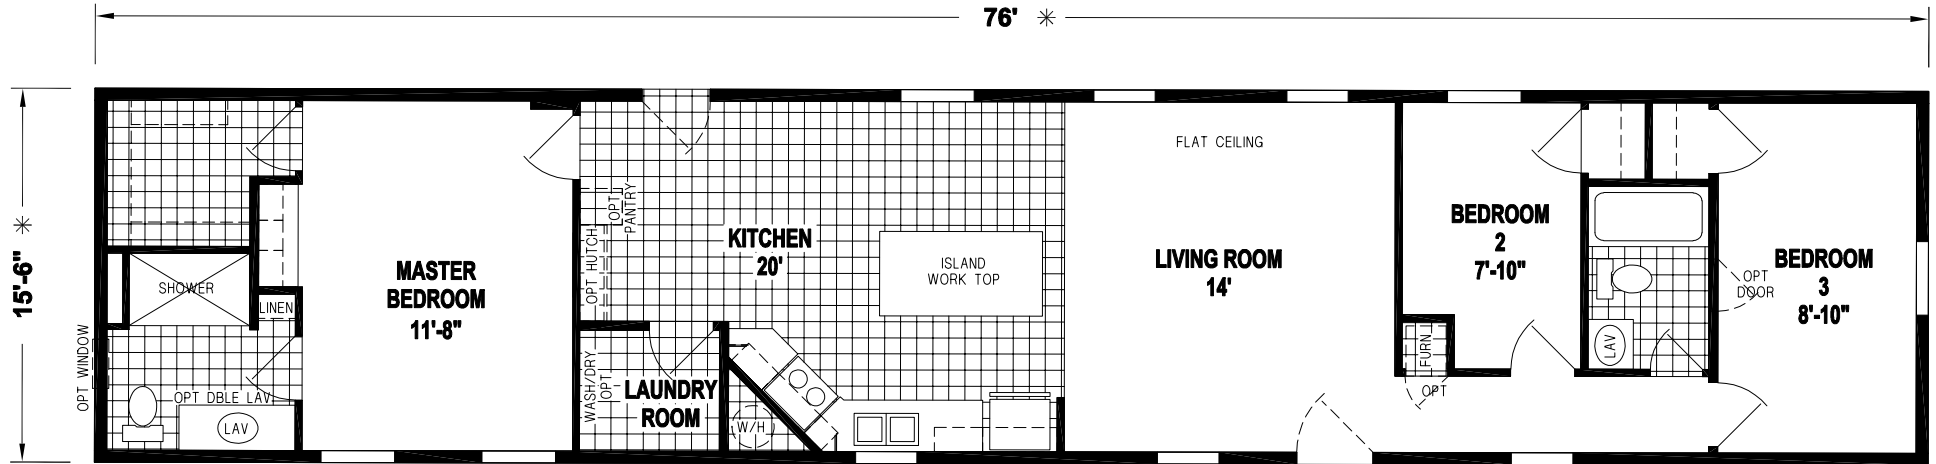 76' ✳
15'-6" ✳
FLAT CEILING
OPT
PANTRY
OPT HUTCH
KITCHEN
20'
ISLAND
WORK TOP
MASTER
BEDROOM
11'-8"
SHOWER
LINEN
LIVING ROOM
14'
BEDROOM
2
7'-10"
BEDROOM
3
8'-10"
OPT
DOOR
OPT WINDOW
OPT DBLE LAV
LAV
WASH/DRY
OPT
LAUNDRY
ROOM
W/H
FURN
OPT
LAV